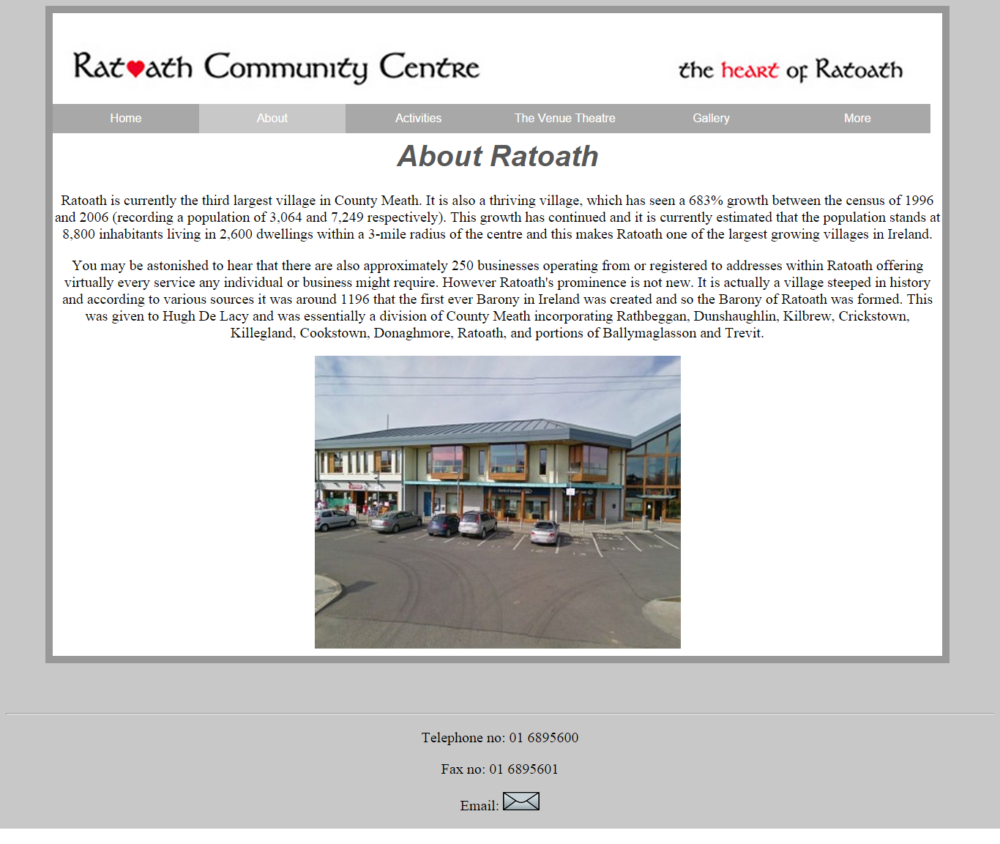 Ratoath Community Centre
the heart of Ratoath
Home About Activities The Venue Theatre Gallery More
About Ratoath
Ratoath is currently the third largest village in County Meath. It is also a thriving village, which has seen a 683% growth between the census of 1996
and 2006 (recording a population of 3,064 and 7,249 respectively). This growth has continued and it is currently estimated that the population stands at
8,800 inhabitants living in 2,600 dwellings within a 3-mile radius of the centre and this makes Ratoath one of the largest growing villages in Ireland.
You may be astonished to hear that there are also approximately 250 businesses operating from or registered to addresses within Ratoath offering
virtually every service any individual or business might require. However Ratoath's prominence is not new. It is actually a village steeped in history
and according to various sources it was around 1196 that the first ever Barony in Ireland was created and so the Barony of Ratoath was formed. This
was given to Hugh De Lacy and was essentially a division of County Meath incorporating Rathbeggan, Dunshaughlin, Kilbrew, Crickstown,
Killegland, Cookstown, Donaghmore, Ratoath, and portions of Ballymaglasson and Trevit.
Telephone no: 01 6895600
Fax no: 01 6895601
Email: